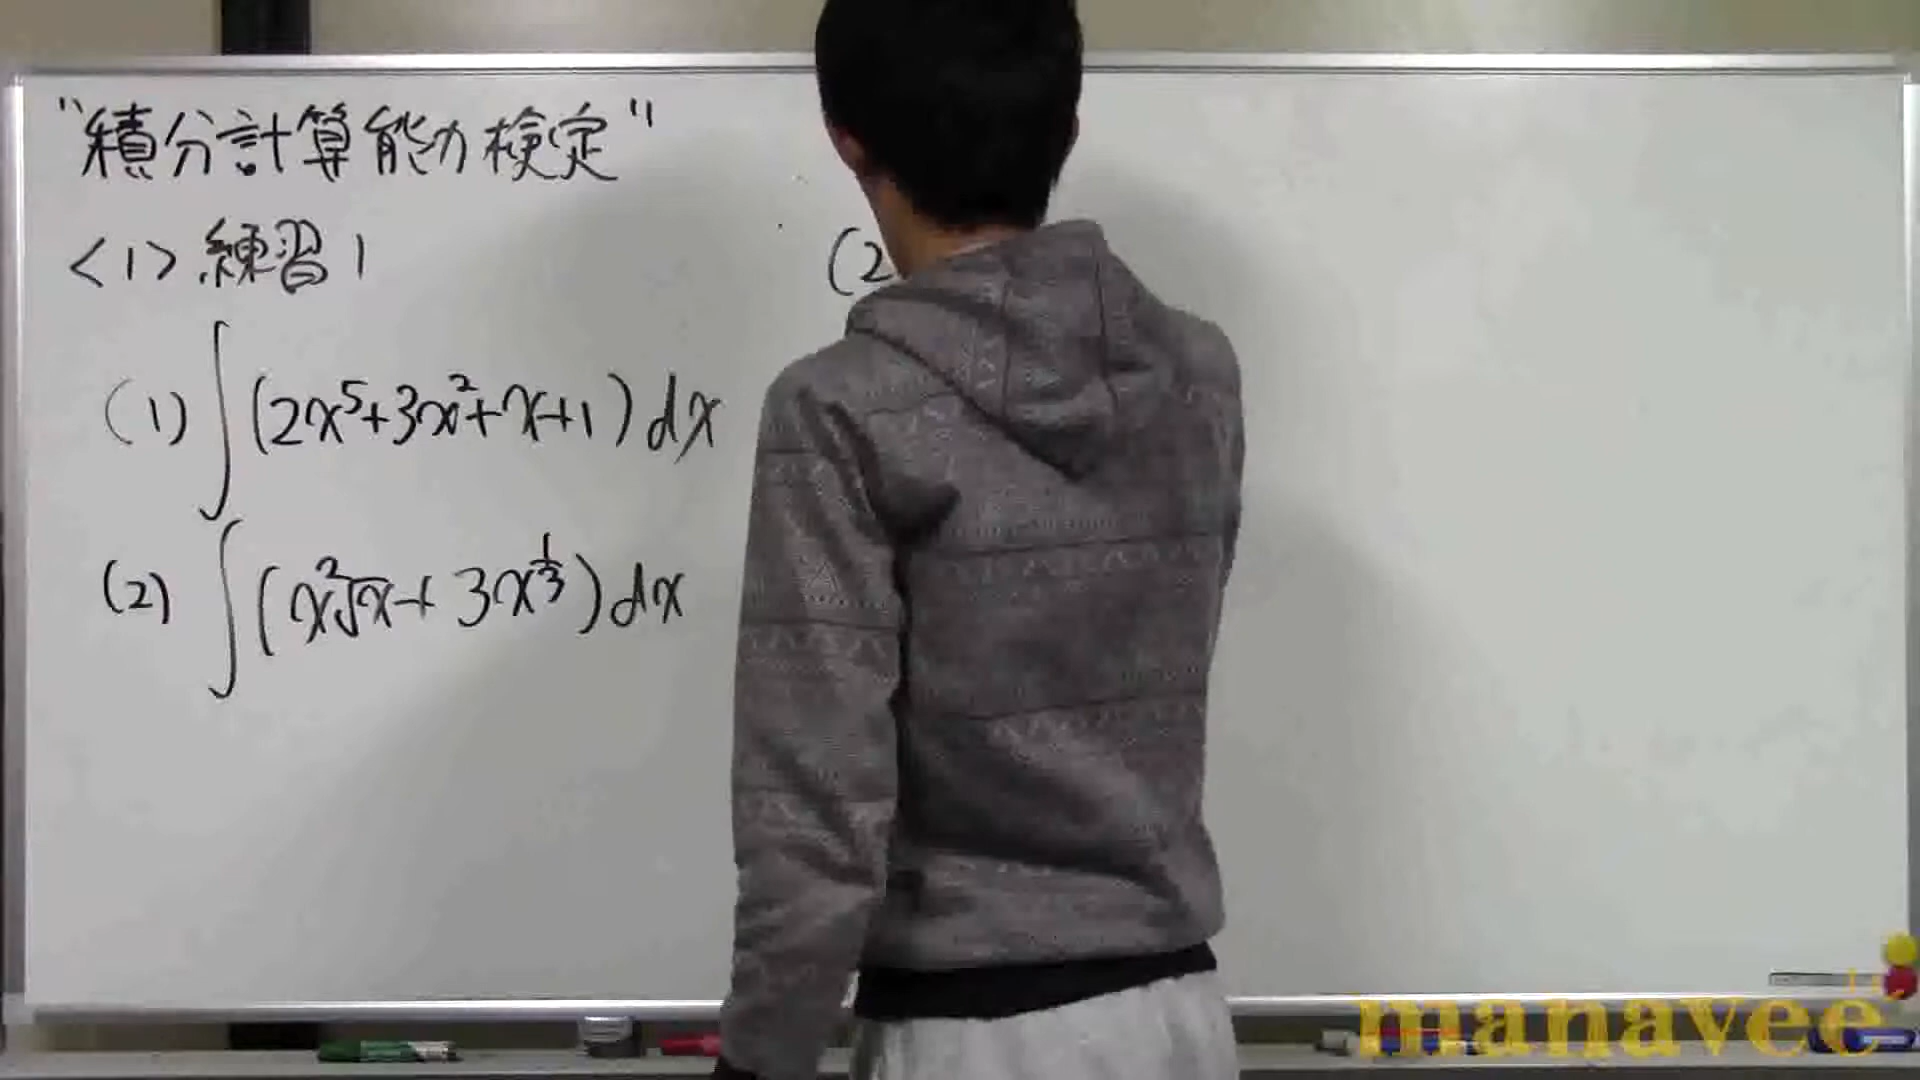 "積分計算能力検定"
<1> 練習1
(1) ∫(2x⁵+3x²+x+1)dx
(2) ∫(x²√x+3x^{1/3})dx
(2
manavee